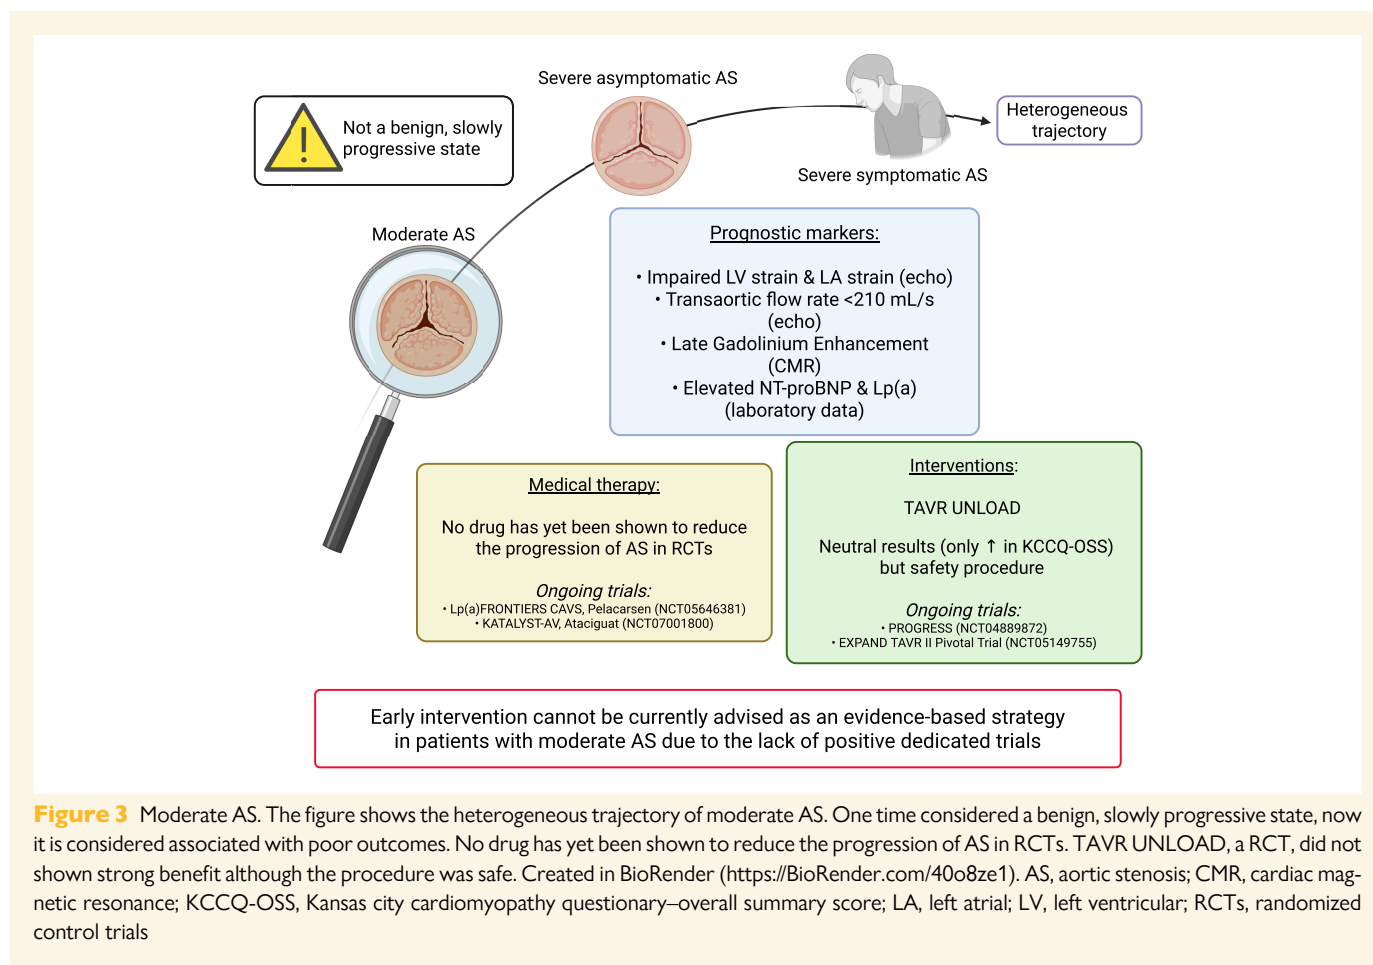 Severe asymptomatic AS
Not a benign, slowly
progressive state
Heterogeneous
trajectory
Severe symptomatic AS
Moderate AS
Prognostic markers:
• Impaired LV strain & LA strain (echo)
• Transaortic flow rate <210 mL/s
(echo)
• Late Gadolinium Enhancement
(CMR)
• Elevated NT-proBNP & Lp(a)
(laboratory data)
Medical therapy:
No drug has yet been shown to reduce
the progression of AS in RCTs
Ongoing trials:
• Lp(a)FRONTIERS CAVS, Pelacarsen (NCT05646381)
• KATALYST-AV, Ataciguat (NCT07001800)
Interventions:
TAVR UNLOAD
Neutral results (only ↑ in KCCQ-OSS)
but safety procedure
Ongoing trials:
• PROGRESS (NCT04889872)
• EXPAND TAVR II Pivotal Trial (NCT05149755)
Early intervention cannot be currently advised as an evidence-based strategy
in patients with moderate AS due to the lack of positive dedicated trials
Figure 3 Moderate AS. The figure shows the heterogeneous trajectory of moderate AS. One time considered a benign, slowly progressive state, now
it is considered associated with poor outcomes. No drug has yet been shown to reduce the progression of AS in RCTs. TAVR UNLOAD, a RCT, did not
shown strong benefit although the procedure was safe. Created in BioRender (https://BioRender.com/40o8ze1). AS, aortic stenosis; CMR, cardiac mag-
netic resonance; KCCQ-OSS, Kansas city cardiomyopathy questionary–overall summary score; LA, left atrial; LV, left ventricular; RCTs, randomized
control trials